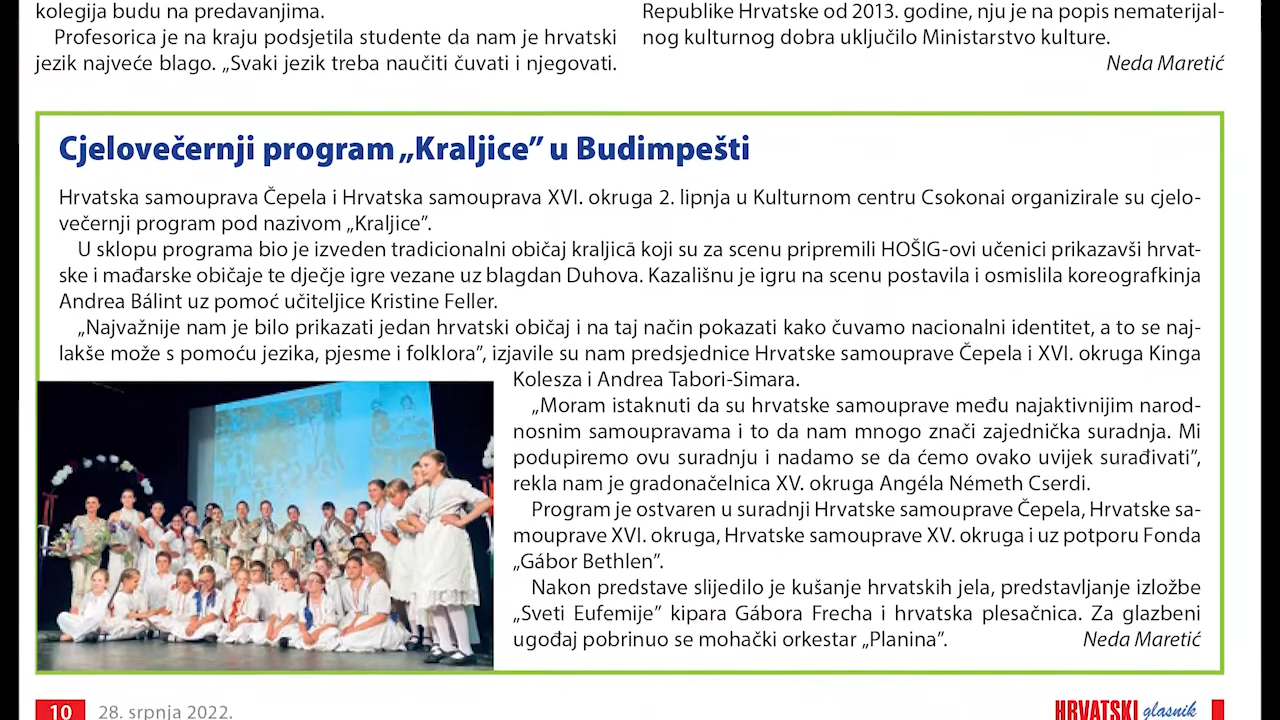 kolegija budu na predavanjima.
Profesorica je na kraju podsjetila studente da nam je hrvatski
jezik najveće blago. „Svaki jezik treba naučiti čuvati i njegovati.
Republike Hrvatske od 2013. godine, nju je na popis nematerijal-
nog kulturnog dobra uključilo Ministarstvo kulture.
Neda Maretić
Cjelovečernji program „Kraljice” u Budimpešti
Hrvatska samouprava Čepela i Hrvatska samouprava XVI. okruga 2. lipnja u Kulturnom centru Csokonai organizirale su cjelo-
večernji program pod nazivom „Kraljice”.
U sklopu programa bio je izveden tradicionalni običaj kraljicā koji su za scenu pripremili HOŠIG-ovi učenici prikazavši hrvat-
ske i mađarske običaje te dječje igre vezane uz blagdan Duhova. Kazališnu je igru na scenu postavila i osmislila koreografkinja
Andrea Bálint uz pomoć učiteljice Kristine Feller.
„Najvažnije nam je bilo prikazati jedan hrvatski običaj i na taj način pokazati kako čuvamo nacionalni identitet, a to se naj-
lakše može s pomoću jezika, pjesme i folklora”, izjavile su nam predsjednice Hrvatske samouprave Čepela i XVI. okruga Kinga
Kolesza i Andrea Tabori-Simara.
„Moram istaknuti da su hrvatske samouprave među najaktivnijim narod-
nosnim samoupravama i to da nam mnogo znači zajednička suradnja. Mi
podupiremo ovu suradnju i nadamo se da ćemo ovako uvijek surađivati”,
rekla nam je gradonačelnica XV. okruga Angéla Németh Cserdi.
Program je ostvaren u suradnji Hrvatske samouprave Čepela, Hrvatske sa-
mouprave XVI. okruga, Hrvatske samouprave XV. okruga i uz potporu Fonda
„Gábor Bethlen”.
Nakon predstave slijedilo je kušanje hrvatskih jela, predstavljanje izložbe
„Sveti Eufemije” kipara Gábora Frecha i hrvatska plesačnica. Za glazbeni
ugođaj pobrinuo se mohački orkestar „Planina”.
Neda Maretić
10 28. srpnja 2022.
HRVATSKI glasnik